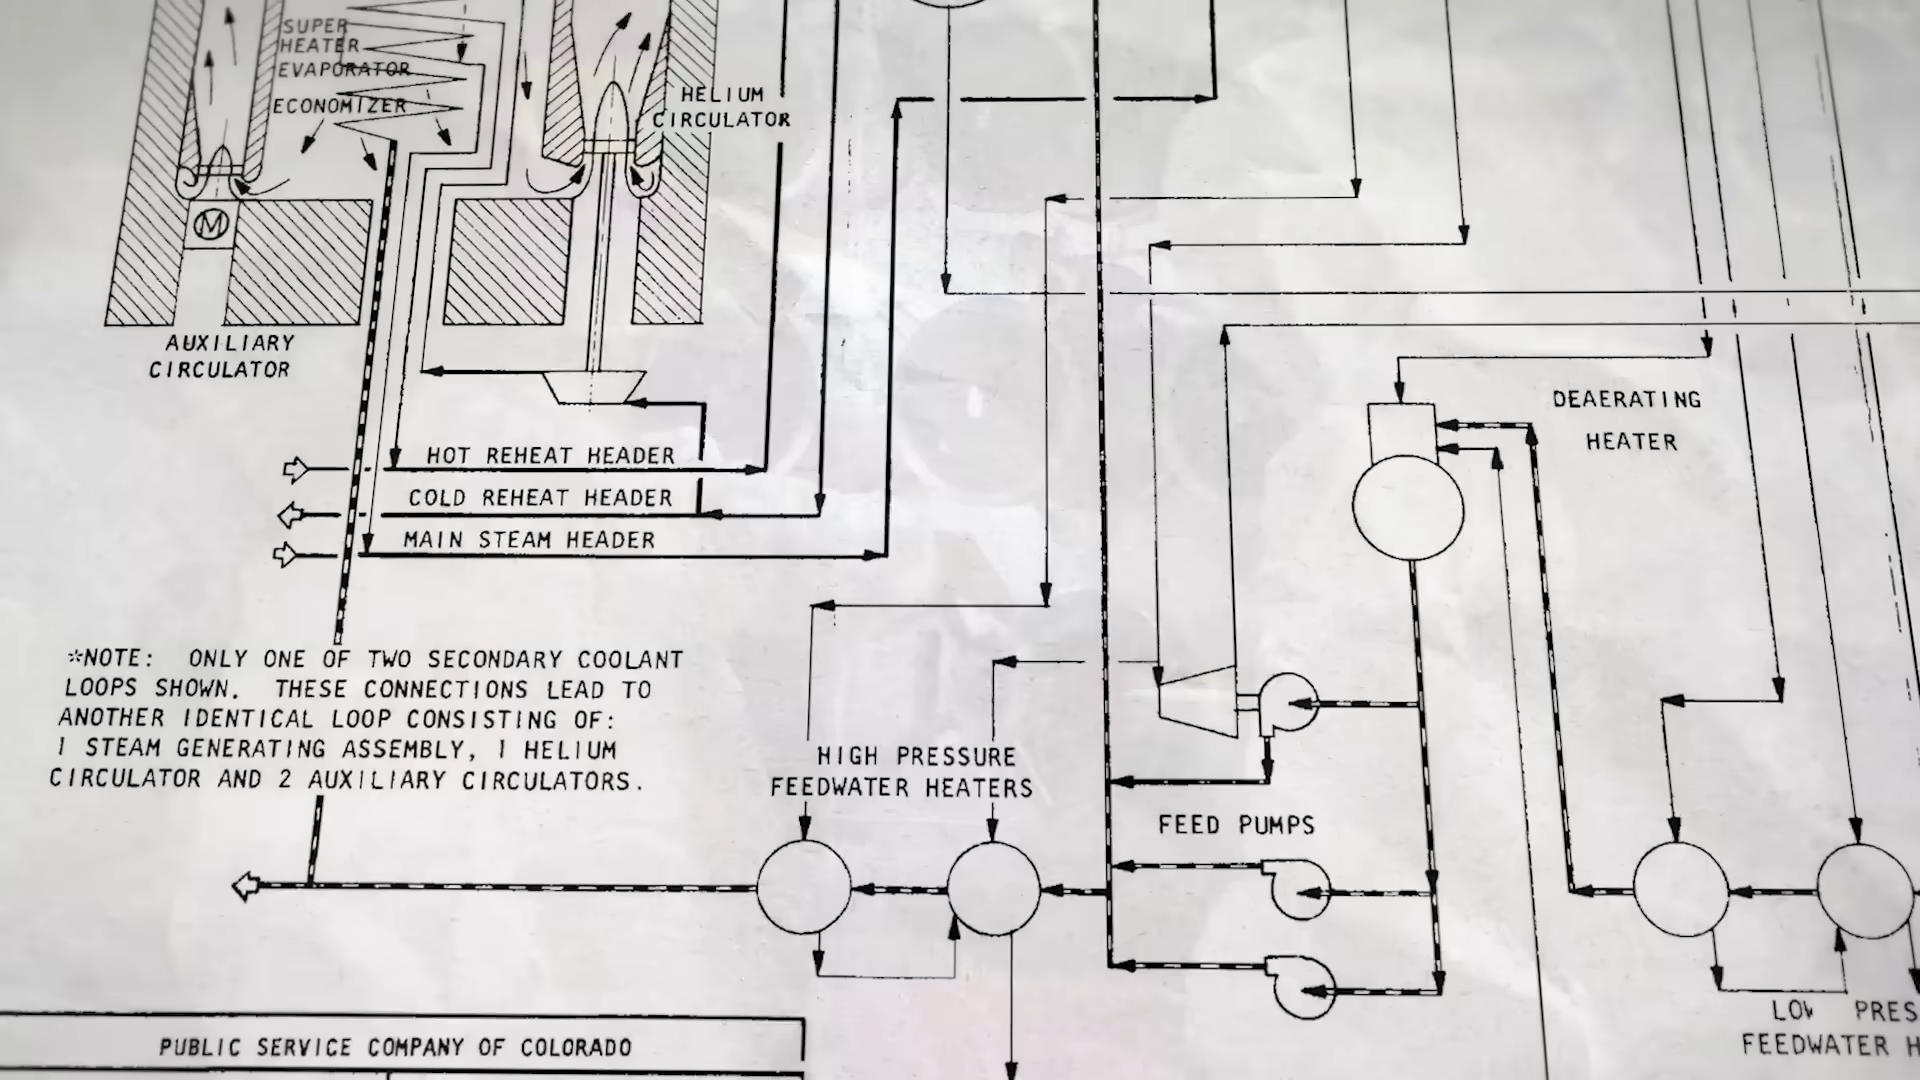 SUPER
HEATER
EVAPORATOR
ECONOMIZER
HELIUM
CIRCULATOR
M
AUXILIARY
CIRCULATOR
HOT REHEAT HEADER
COLD REHEAT HEADER
MAIN STEAM HEADER
DEAERATING
HEATER
*NOTE: ONLY ONE OF TWO SECONDARY COOLANT
LOOPS SHOWN. THESE CONNECTIONS LEAD TO
ANOTHER IDENTICAL LOOP CONSISTING OF:
1 STEAM GENERATING ASSEMBLY, 1 HELIUM
CIRCULATOR AND 2 AUXILIARY CIRCULATORS.
HIGH PRESSURE
FEEDWATER HEATERS
FEED PUMPS
LOW PRES
FEEDWATER H
PUBLIC SERVICE COMPANY OF COLORADO